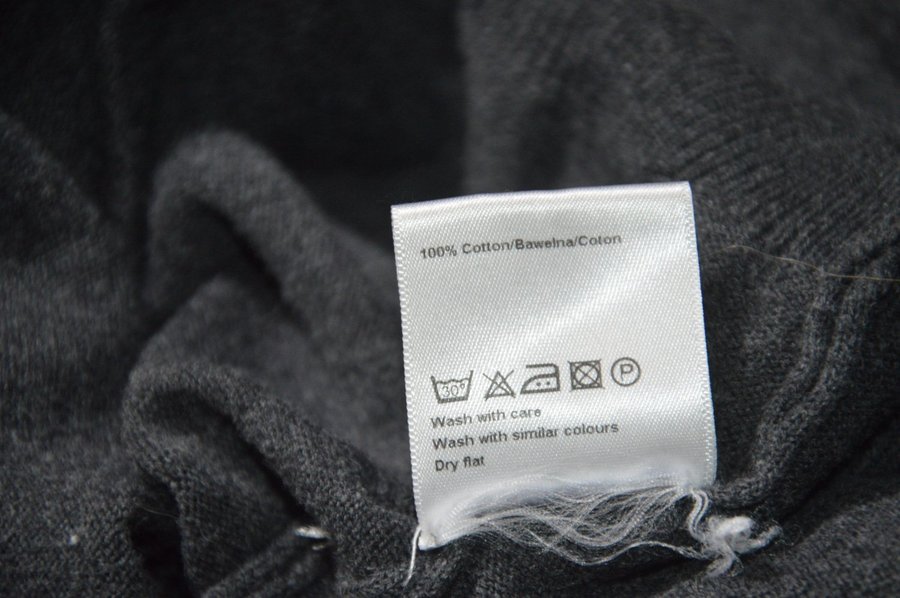 100% Cotton/Bawełna/Coton
30°
P
Wash with care
Wash with similar colours
Dry flat